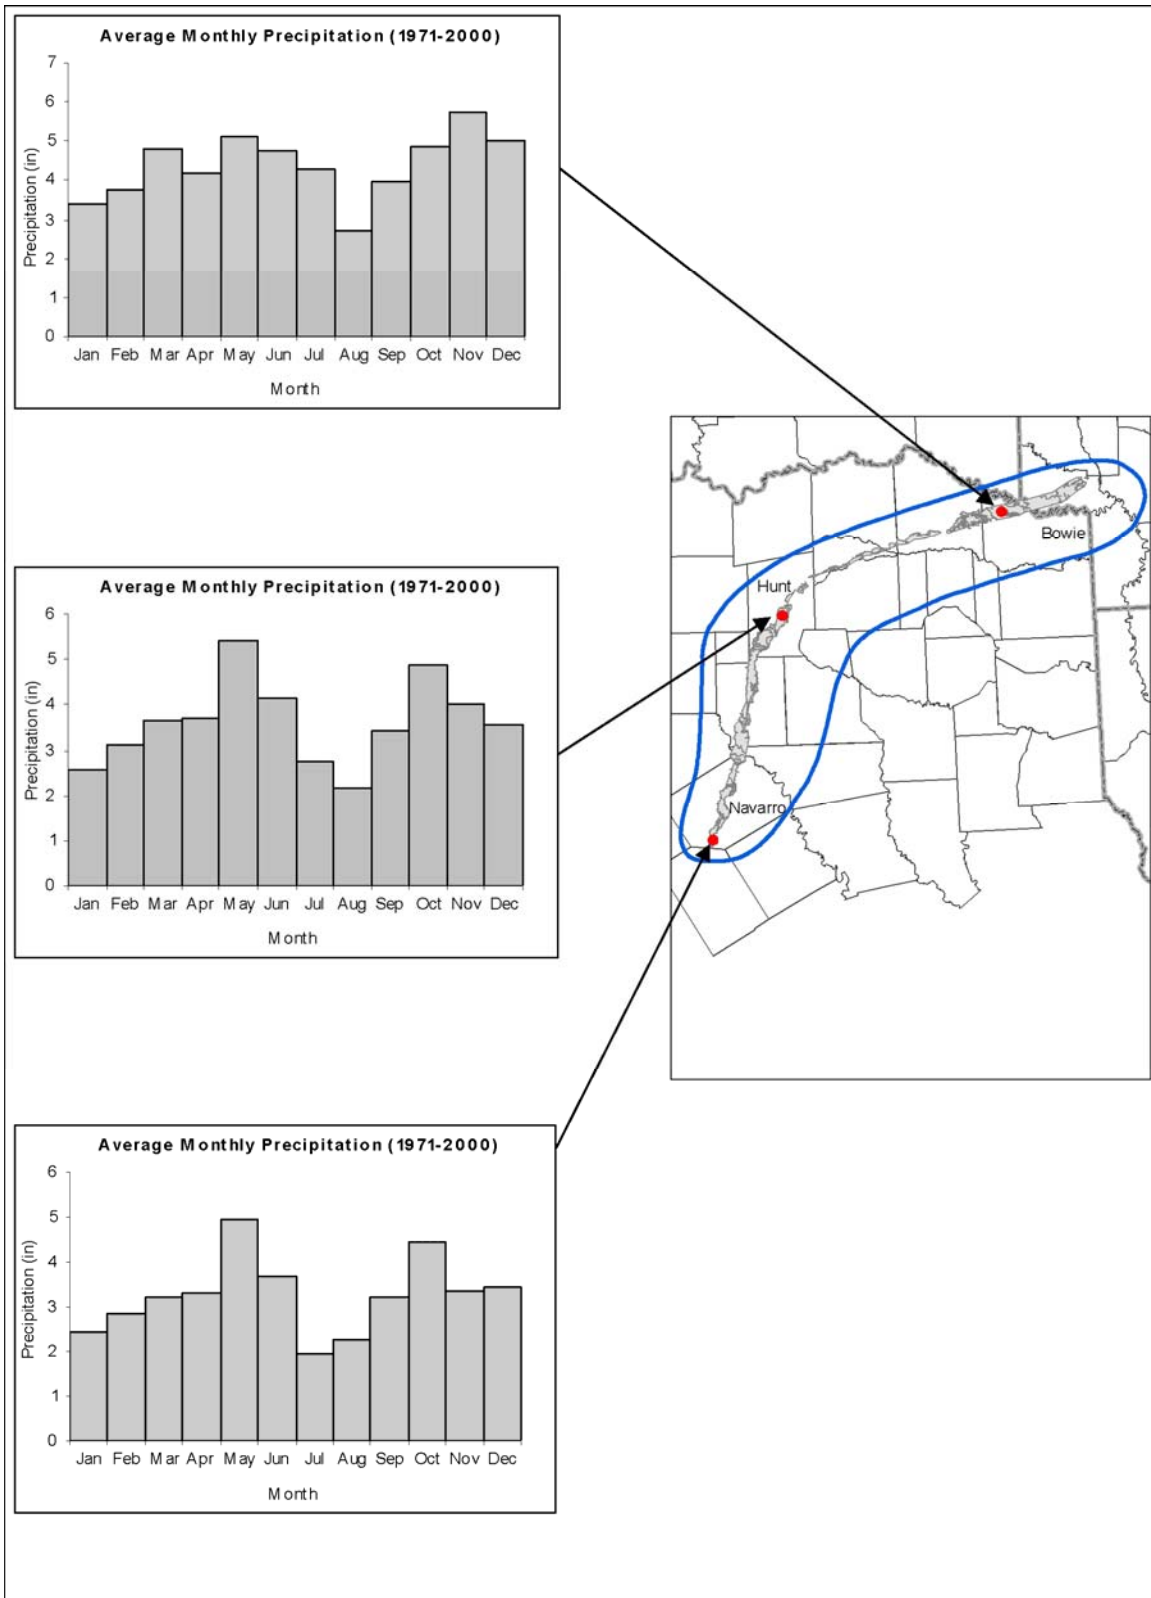 Average Monthly Precipitation (1971-2000)
Precipitation (in)
7
6
5
4
3
2
1
0
Jan Feb Mar Apr May Jun Jul Aug Sep Oct Nov Dec
Month
Bowie
Hunt
Navarro
Average Monthly Precipitation (1971-2000)
Precipitation (in)
6
5
4
3
2
1
0
Jan Feb Mar Apr May Jun Jul Aug Sep Oct Nov Dec
Month
Average Monthly Precipitation (1971-2000)
Precipitation (in)
6
5
4
3
2
1
0
Jan Feb Mar Apr May Jun Jul Aug Sep Oct Nov Dec
Month